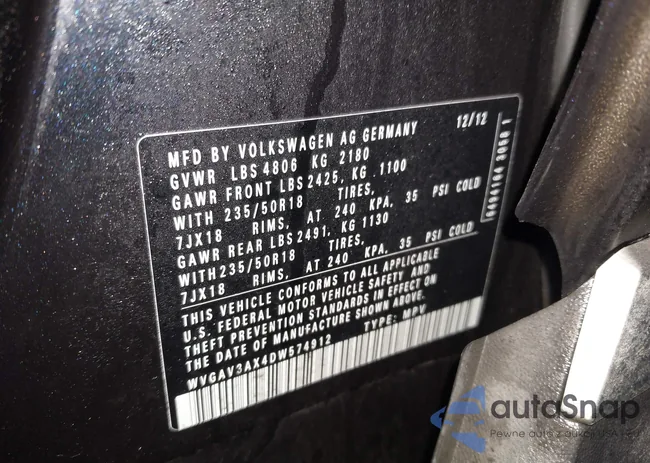 MFD BY VOLKSWAGEN AG GERMANY 12/12
GVWR LBS 4806 KG 2180
GAWR FRONT LBS 2425, KG 1100
WITH 235/50R18 TIRES,
7JX18 RIMS, AT 240 KPA, 35 PSI COLD
GAWR REAR LBS 2491, KG 1130
WITH 235/50R18 TIRES,
7JX18 RIMS, AT 240 KPA, 35 PSI COLD
THIS VEHICLE CONFORMS TO ALL APPLICABLE
U.S. FEDERAL MOTOR VEHICLE SAFETY AND
THEFT PREVENTION STANDARDS IN EFFECT ON
THE DATE OF MANUFACTURE SHOWN ABOVE.
WVGAV3AX4DW574912 TYPE: MPV
autoSnap